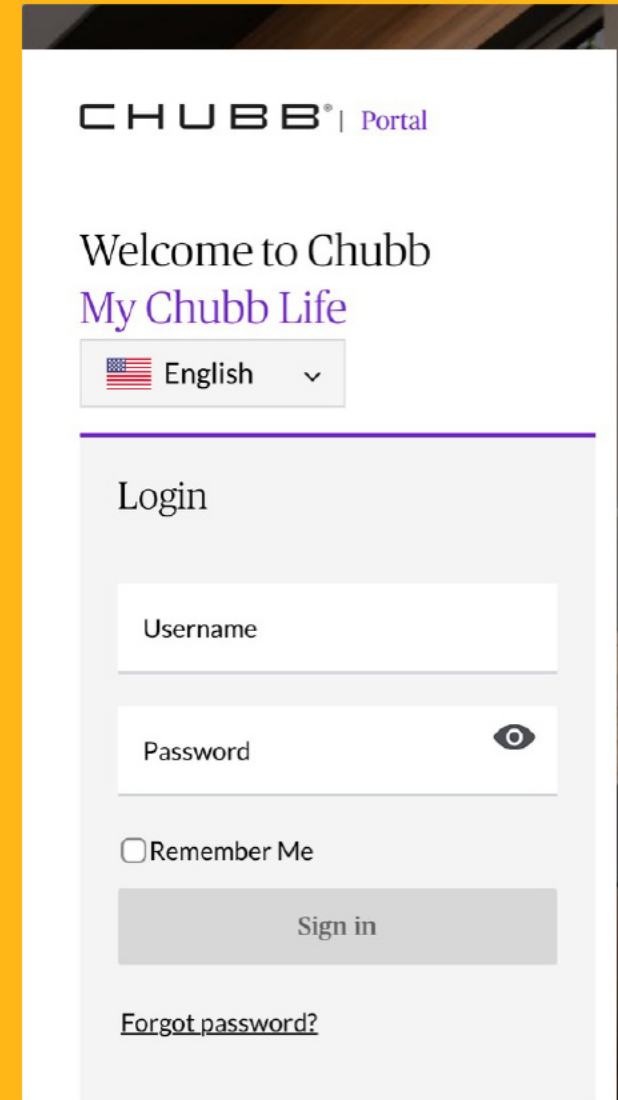 CHUBB® | Portal
Welcome to Chubb
My Chubb Life
English
Login
Username
Password
Remember Me
Sign in
Forgot password?